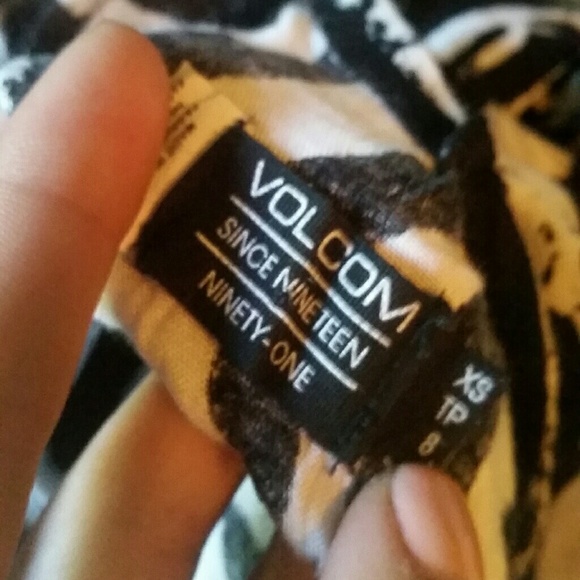 VOLCOM
SINCE NINETEEN
NINETY-ONE
XS
TP
8